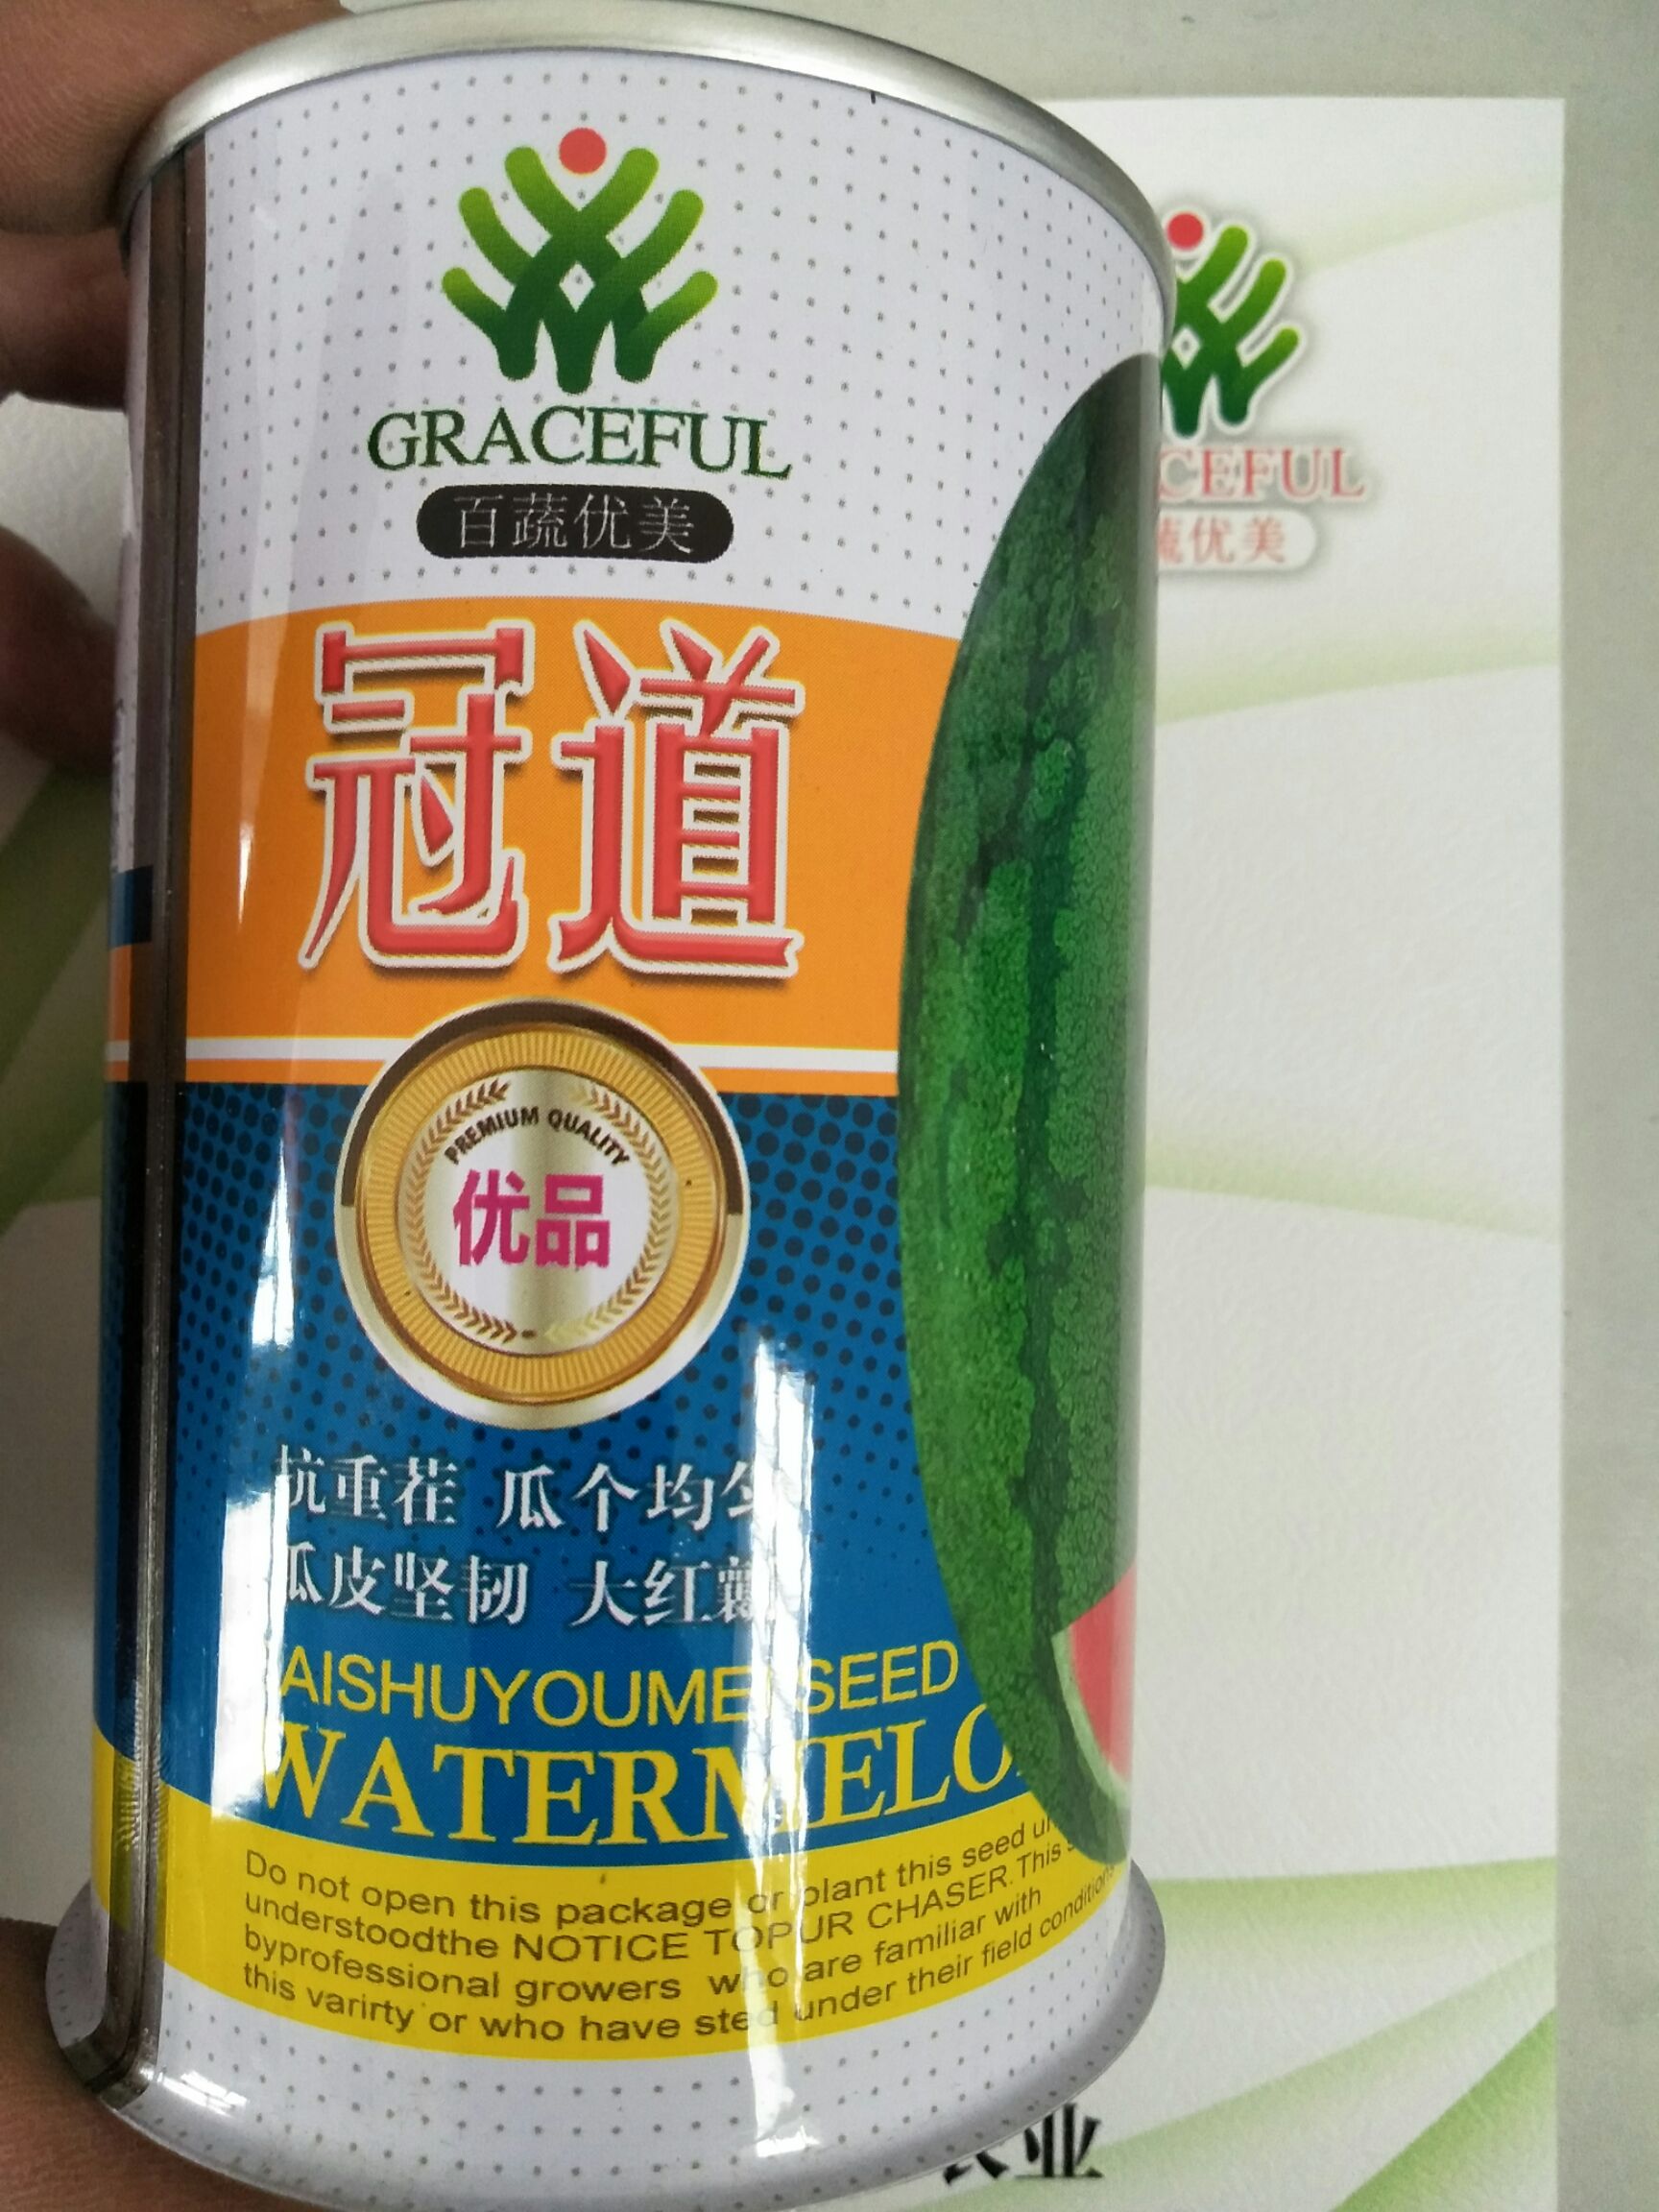 GRACEFUL
百蔬优美
冠道
PREMIUM QUALITY
优品
抗重茬 瓜个均匀
瓜皮坚韧 大红瓤
AISHUYOUMEI SEED
WATERMELO
Do not open this package or plant this seed
understoodthe NOTICE TOPUR CHASER.This
byprofessional growers who are familiar with
this varirty or who have sted under their field condition
CEFUL
蔬优美
业